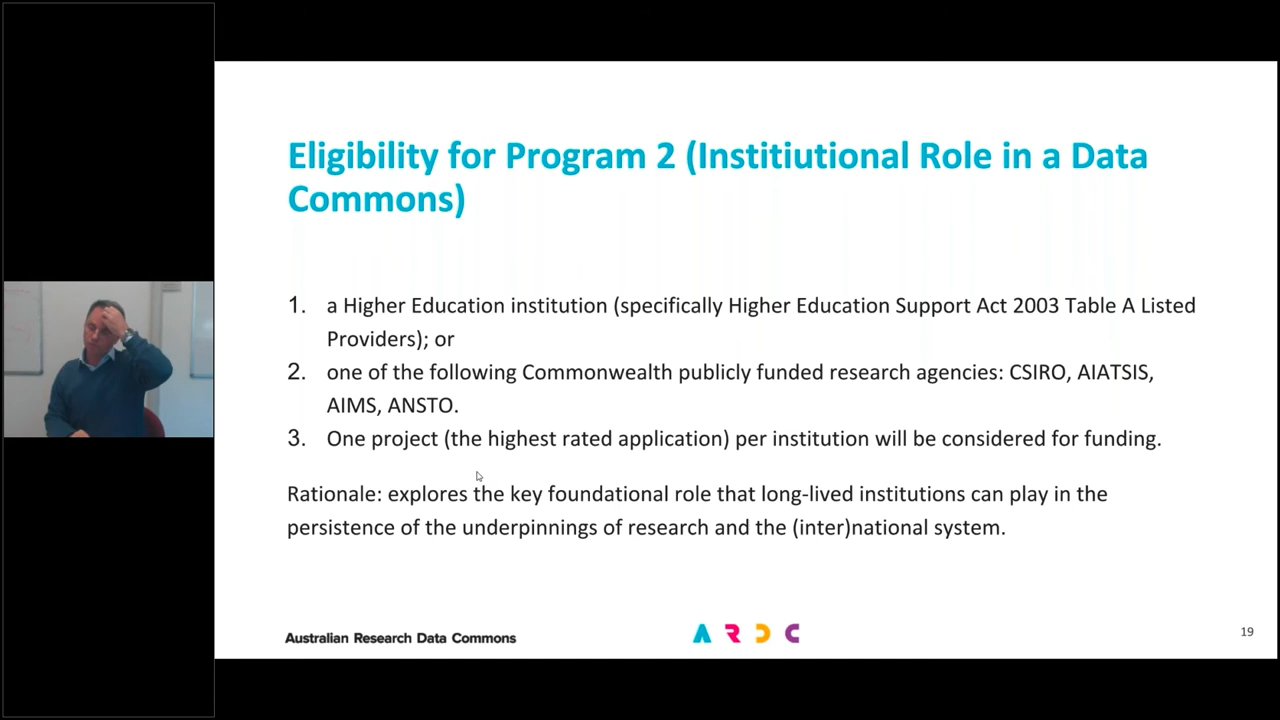 Eligibility for Program 2 (Institiutional Role in a Data
Commons)
1. a Higher Education institution (specifically Higher Education Support Act 2003 Table A Listed
Providers); or
2. one of the following Commonwealth publicly funded research agencies: CSIRO, AIATSIS,
AIMS, ANSTO.
3. One project (the highest rated application) per institution will be considered for funding.
Rationale: explores the key foundational role that long-lived institutions can play in the
persistence of the underpinnings of research and the (inter)national system.
Australian Research Data Commons
ARDC
19